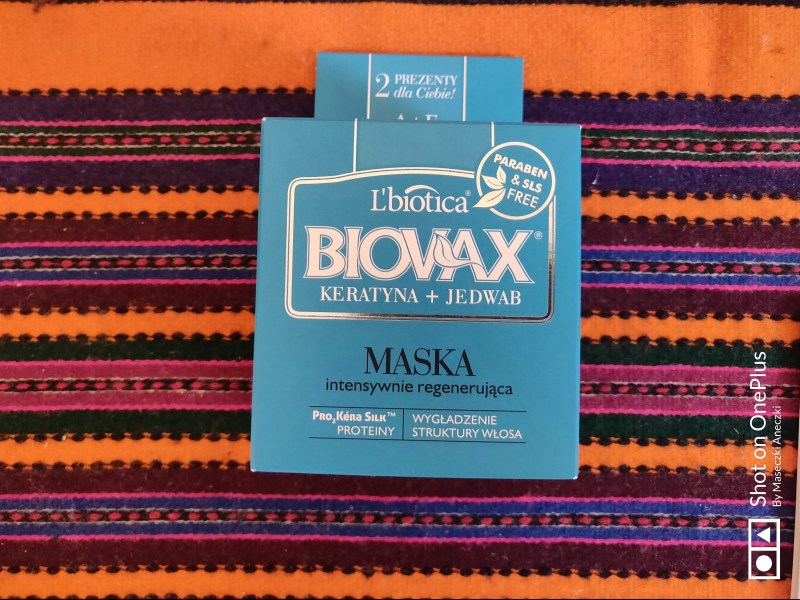 2 PREZENTY
dla Ciebie!
PARABEN
& SLS
FREE
L'biotica®
BIOVAX®
KERATYNA + JEDWAB
MASKA
intensywnie regenerująca
PRO₂KÉRA SILK™
PROTEINY
WYGŁADZENIE
STRUKTURY WŁOSA
Shot on OnePlus
By Maseczki Aneczki